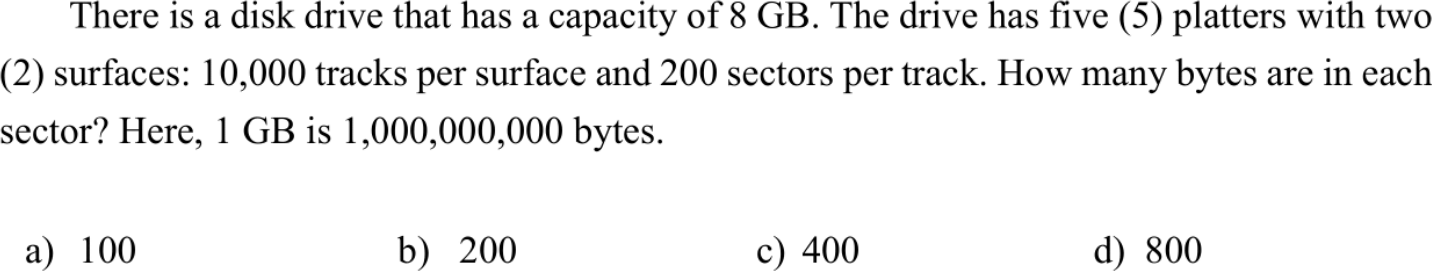 There is a disk drive that has a capacity of 8 GB. The drive has five (5) platters with two
(2) surfaces: 10,000 tracks per surface and 200 sectors per track. How many bytes are in each
sector? Here, 1 GB is 1,000,000,000 bytes.
a) 100 b) 200 c) 400 d) 800